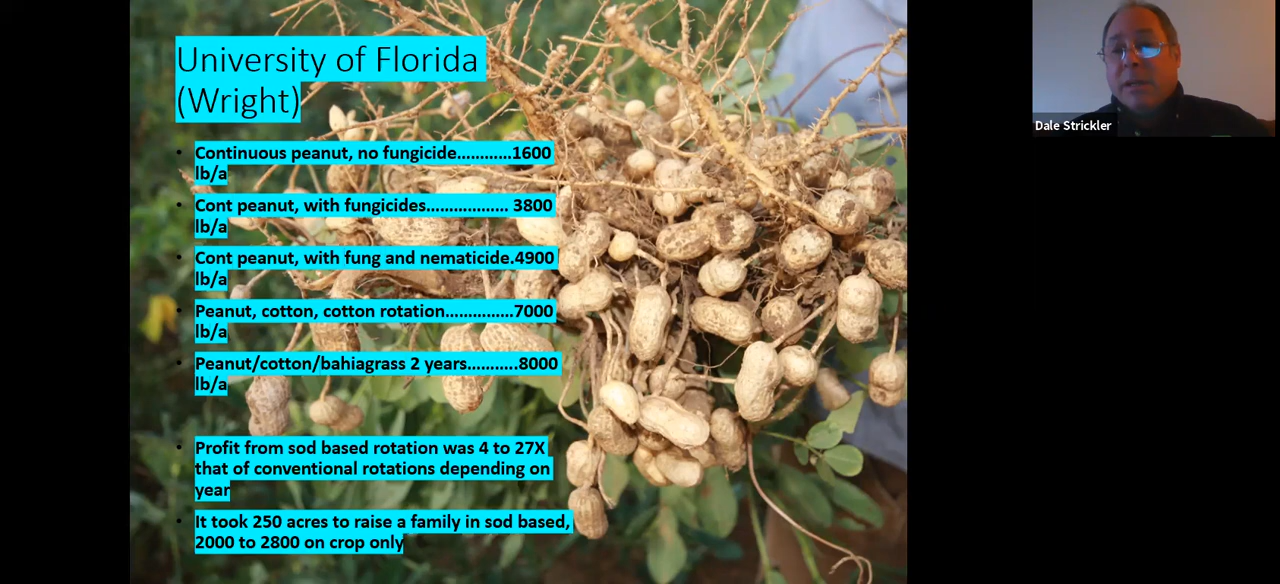 University of Florida
(Wright)
• Continuous peanut, no fungicide............1600
lb/a
• Cont peanut, with fungicides................. 3800
lb/a
• Cont peanut, with fung and nematicide.4900
lb/a
• Peanut, cotton, cotton rotation...............7000
lb/a
• Peanut/cotton/bahiagrass 2 years...........8000
lb/a
• Profit from sod based rotation was 4 to 27X
that of conventional rotations depending on
year
• It took 250 acres to raise a family in sod based,
2000 to 2800 on crop only
Dale Strickler